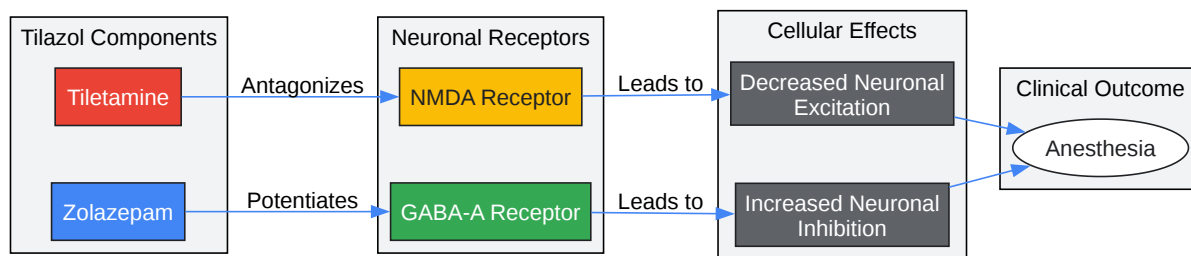 Tilazol Components
Neuronal Receptors
Cellular Effects
Clinical Outcome
Tiletamine
Antagonizes
NMDA Receptor
Leads to
Decreased Neuronal
Excitation
Anesthesia
Zolazepam
Potentiates
GABA-A Receptor
Leads to
Increased Neuronal
Inhibition